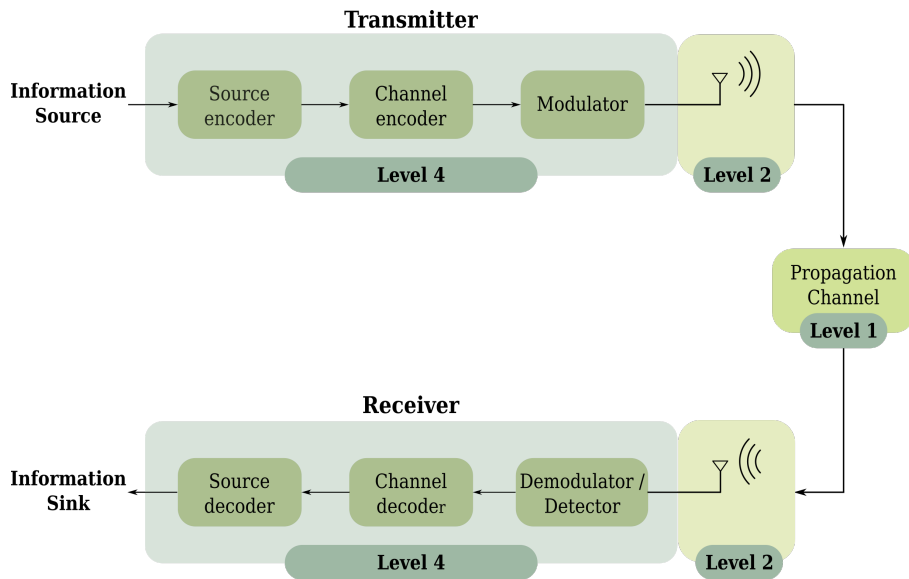 Transmitter
Information
Source
Source
encoder
Channel
encoder
Modulator
Level 4
Level 2
Propagation
Channel
Level 1
Receiver
Information
Sink
Source
decoder
Channel
decoder
Demodulator /
Detector
Level 4
Level 2